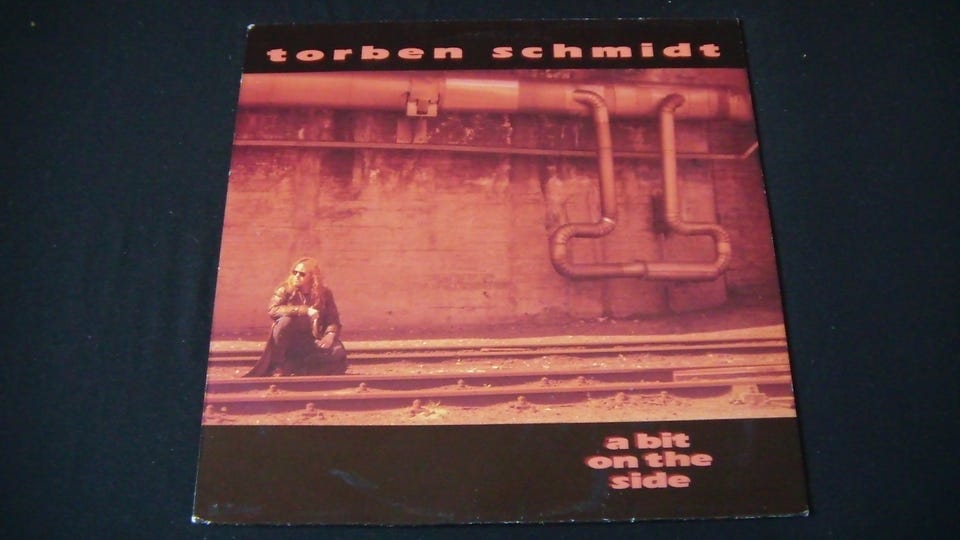 torben schmidt
a bit
on the
side